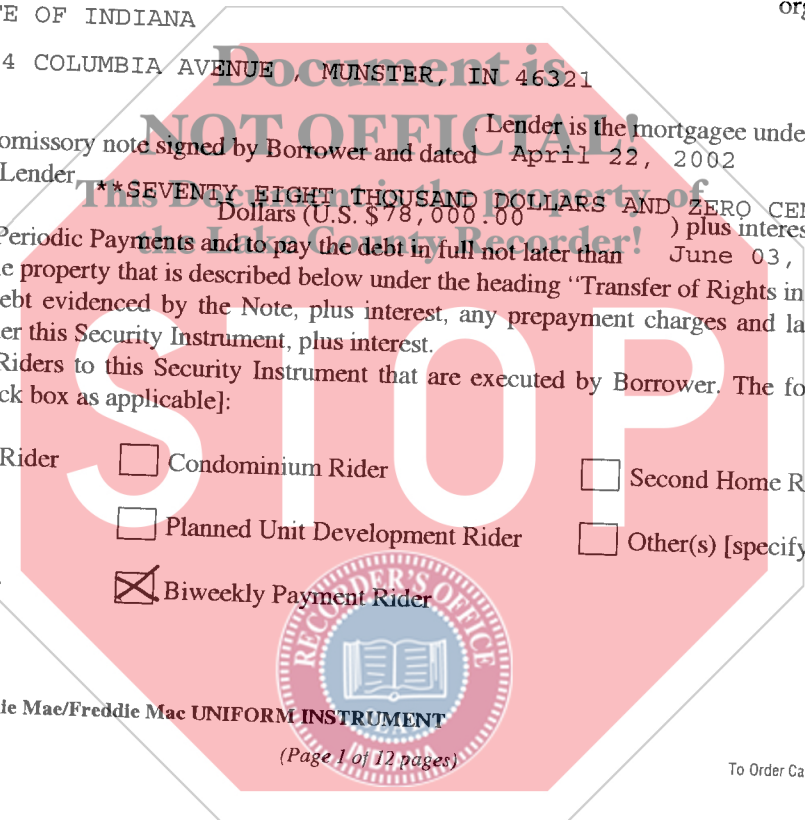 TE OF INDIANA
org
4 COLUMBIA AVENUE , MUNSTER, IN 46321
Document is
NOT OFFICIAL!
. Lender is the mortgagee unde
omissory note signed by Borrower and dated April 22, 2002
Lender
This Document is the property of
**SEVENTY EIGHT THOUSAND DOLLARS AND ZERO CEN
Dollars (U.S. $78,000.00 ) plus interes
the Lake County Recorder!
Periodic Payments and to pay the debt in full not later than June 03,
e property that is described below under the heading "Transfer of Rights in
ebt evidenced by the Note, plus interest, any prepayment charges and la
er this Security Instrument, plus interest.
Riders to this Security Instrument that are executed by Borrower. The fo
ck box as applicable]:
STOP
Rider Condominium Rider Second Home R
Planned Unit Development Rider Other(s) [specify
Biweekly Payment Rider
RECORDER'S OFFICE
SEAL
INDIANA
ie Mae/Freddie Mac UNIFORM INSTRUMENT
(Page 1 of 12 pages)
To Order Ca